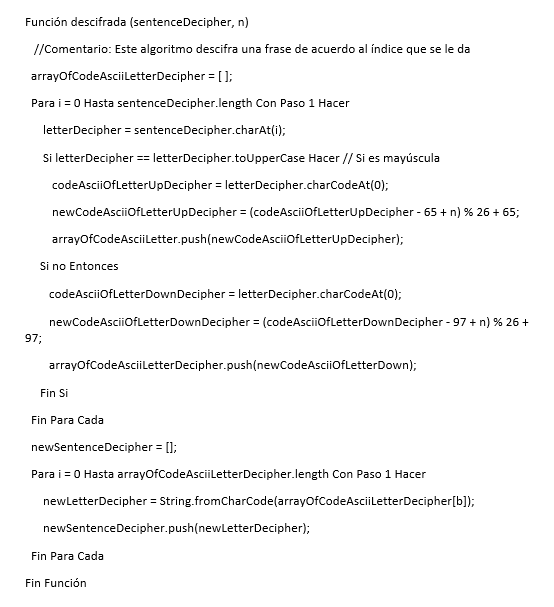 Función descifrada (sentenceDecipher, n)
//Comentario: Este algoritmo descifra una frase de acuerdo al índice que se le da
arrayOfCodeAsciiLetterDecipher = [ ];
Para i = 0 Hasta sentenceDecipher.length Con Paso 1 Hacer
letterDecipher = sentenceDecipher.charAt(i);
Si letterDecipher == letterDecipher.toUpperCase Hacer // Si es mayúscula
codeAsciiOfLetterUpDecipher = letterDecipher.charCodeAt(0);
newCodeAsciiOfLetterUpDecipher = (codeAsciiOfLetterUpDecipher - 65 + n) % 26 + 65;
arrayOfCodeAsciiLetter.push(newCodeAsciiOfLetterUpDecipher);
Si no Entonces
codeAsciiOfLetterDownDecipher = letterDecipher.charCodeAt(0);
newCodeAsciiOfLetterDownDecipher = (codeAsciiOfLetterDownDecipher - 97 + n) % 26 +
97;
arrayOfCodeAsciiLetterDecipher.push(newCodeAsciiOfLetterDown);
Fin Si
Fin Para Cada
newSentenceDecipher = [];
Para i = 0 Hasta arrayOfCodeAsciiLetterDecipher.length Con Paso 1 Hacer
newLetterDecipher = String.fromCharCode(arrayOfCodeAsciiLetterDecipher[b]);
newSentenceDecipher.push(newLetterDecipher);
Fin Para Cada
Fin Función